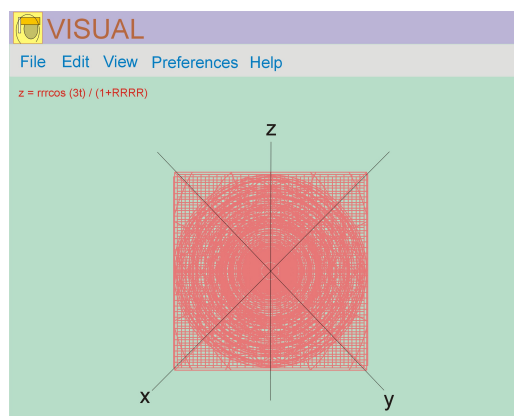 VISUAL
File Edit View Preferences Help
z = rrrcos (3t) / (1+RRRR)
z
x
y